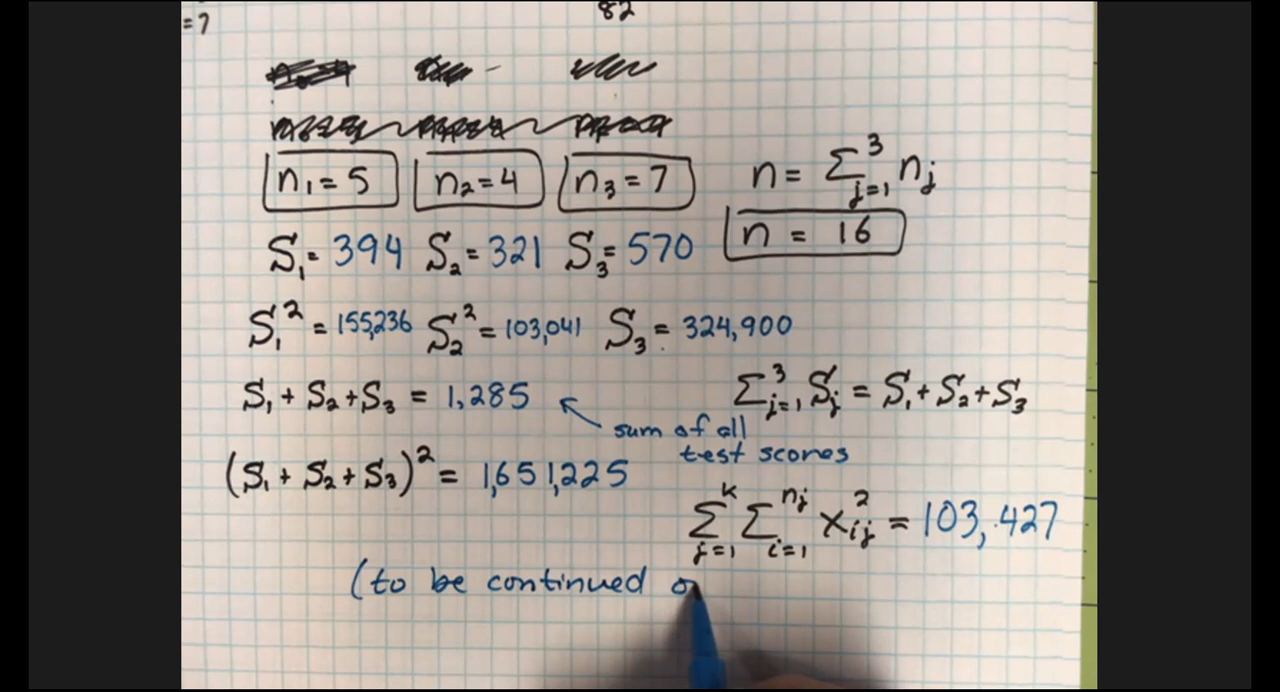 = 7
82
n₁ = 5 n₂ = 4 n₃ = 7
n = Σ³ⱼ₌₁ nⱼ
n = 16
S₁ = 394 S₂ = 321 S₃ = 570
S₁² = 155,236 S₂² = 103,041 S₃ = 324,900
S₁ + S₂ + S₃ = 1,285
Σ³ⱼ₌₁ Sⱼ = S₁ + S₂ + S₃
sum of all
test scores
(S₁ + S₂ + S₃)² = 1,651,225
Σᵏⱼ₌₁ Σⁿʲᵢ₌₁ xᵢⱼ² = 103,427
(to be continued o